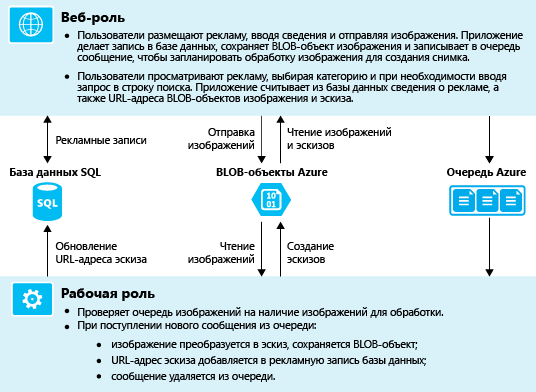 Веб-роль
• Пользователи размещают рекламу, вводя сведения и отправляя изображения. Приложение
делает запись в базе данных, сохраняет BLOB-объект изображения и записывает в очередь
сообщение, чтобы запланировать обработку изображения для создания снимка.
• Пользователи просматривают рекламу, выбирая категорию и при необходимости вводя
запрос в строку поиска. Приложение считывает из базы данных сведения о рекламе, а
также URL-адреса BLOB-объектов изображения и эскиза.
Рекламные записи
Отправка
изображений
Чтение изображений
и эскизов
База данных SQL
BLOB-объекты Azure
Очередь Azure
SQL
10
01
Обновление
URL-адреса эскиза
Чтение
изображений
Создание
эскизов
Рабочая роль
• Проверяет очередь изображений на наличие изображений для обработки.
• При поступлении нового сообщения из очереди:
• изображение преобразуется в эскиз, сохраняется BLOB-объект;
• URL-адрес эскиза добавляется в рекламную запись базы данных;
• сообщение удаляется из очереди.